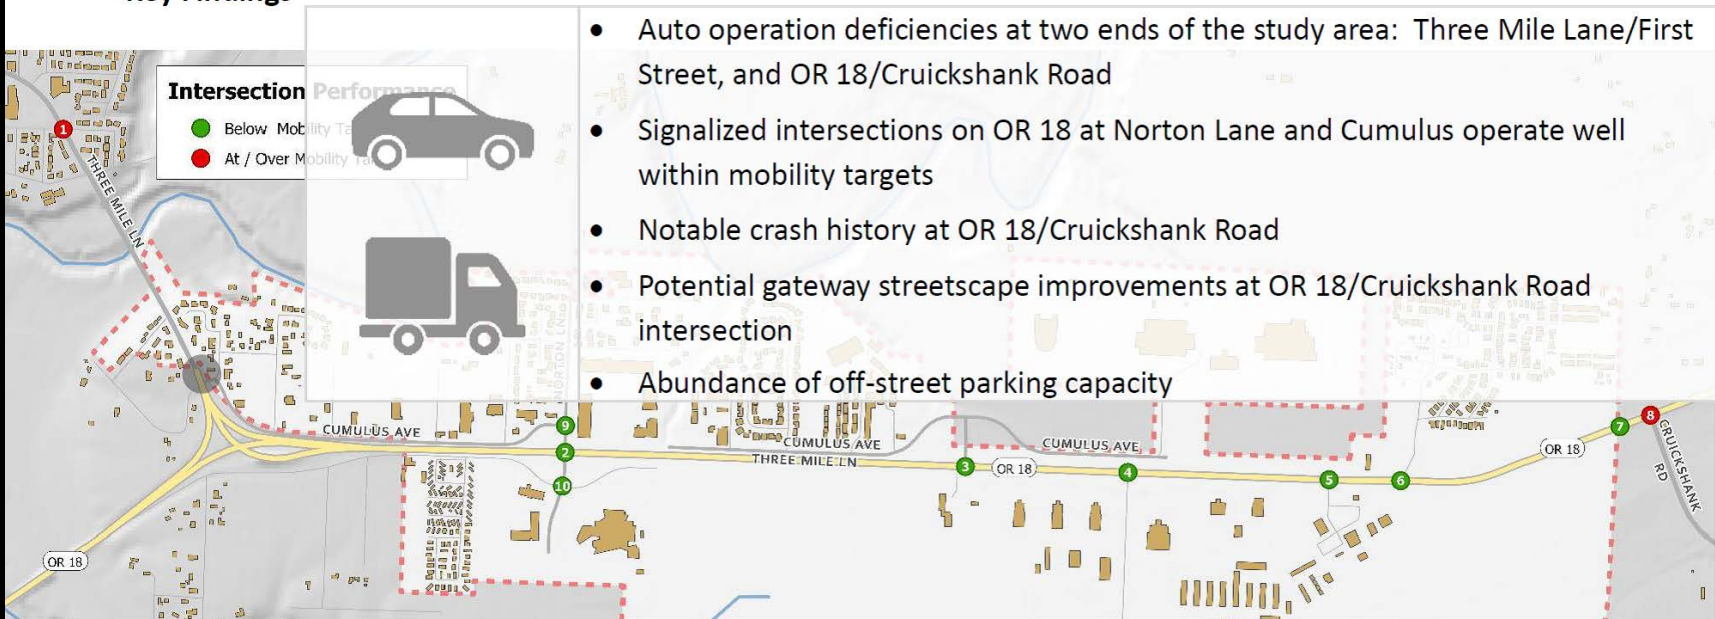 Key Findings
• Auto operation deficiencies at two ends of the study area: Three Mile Lane/First
Street, and OR 18/Cruickshank Road
• Signalized intersections on OR 18 at Norton Lane and Cumulus operate well
within mobility targets
• Notable crash history at OR 18/Cruickshank Road
• Potential gateway streetscape improvements at OR 18/Cruickshank Road
intersection
• Abundance of off-street parking capacity
Intersection Performance
Below Mobility
At / Over Mobility
1
THREE MILE LN
NORTON LN
CUMULUS AVE
9
2
10
CUMULUS AVE
THREE MILE LN
3
OR 18
CUMULUS AVE
4
5
6
OR 18
7
8
CRUICKSHANK
RD
OR 18